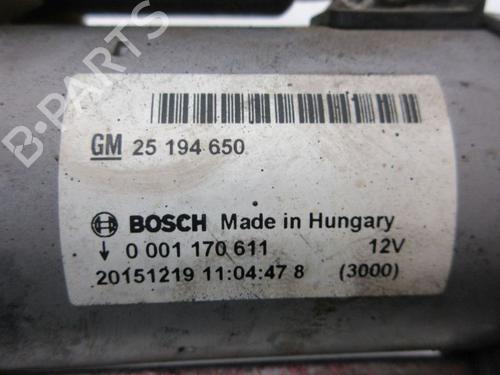 B-PARTS
GM 25 194 650
BOSCH Made in Hungary
↓ 0 001 170 611 12V
20151219 11:04:47 8 (3000)